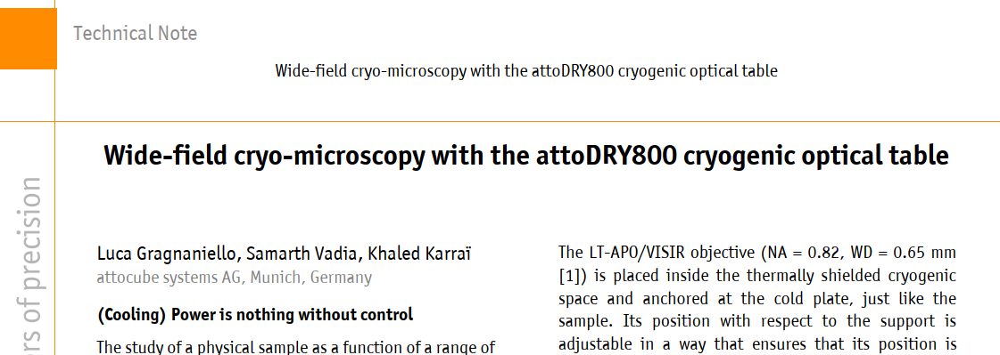 Technical Note
Wide-field cryo-microscopy with the attoDRY800 cryogenic optical table
Wide-field cryo-microscopy with the attoDRY800 cryogenic optical table
ors of precision
Luca Gragnaniello, Samarth Vadia, Khaled Karraï
attocube systems AG, Munich, Germany
(Cooling) Power is nothing without control
The study of a physical sample as a function of a range of
The LT-APO/VISIR objective (NA = 0.82, WD = 0.65 mm
[1]) is placed inside the thermally shielded cryogenic
space and anchored at the cold plate, just like the
sample. Its position with respect to the support is
adjustable in a way that ensures that its position is